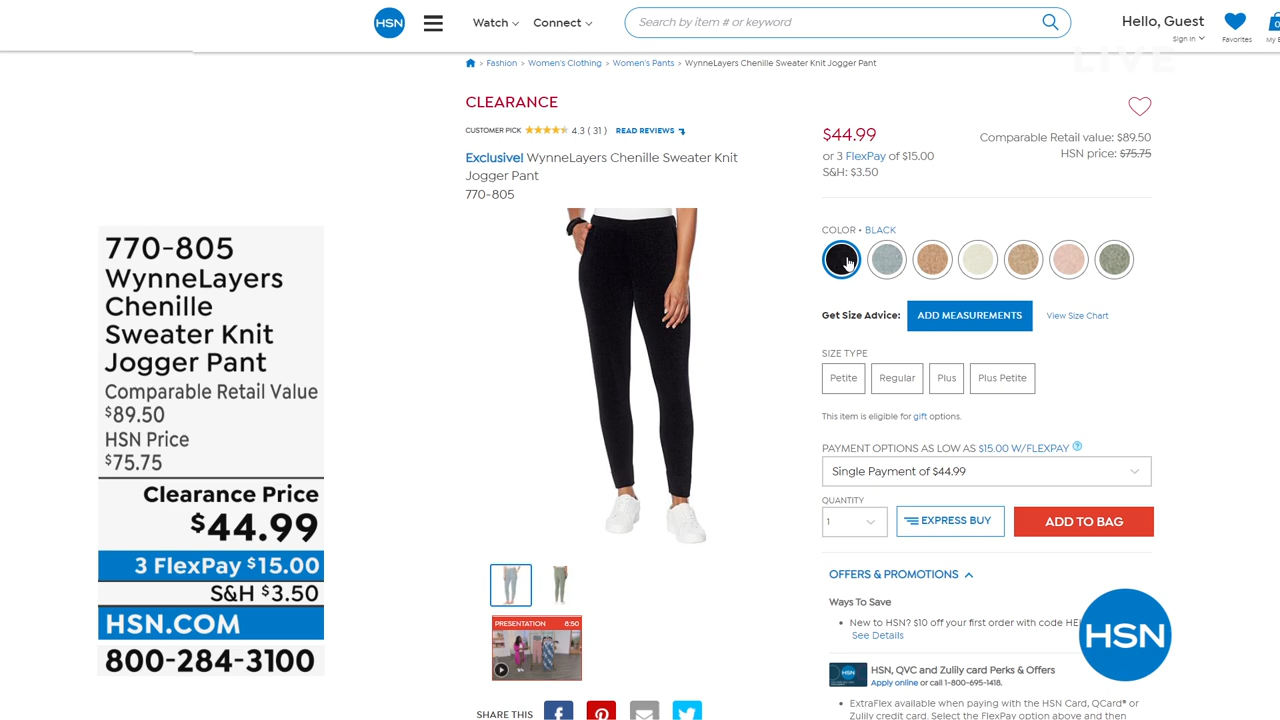 HSN
Watch
Connect
Search by item # or keyword
Hello, Guest
Sign In
Favorites
0
LIVE
> Fashion > Women's Clothing > Women's Pants > WynneLayers Chenille Sweater Knit Jogger Pant
CLEARANCE
CUSTOMER PICK 4.3 ( 31 ) READ REVIEWS
Exclusive! WynneLayers Chenille Sweater Knit
Jogger Pant
770-805
$44.99
or 3 FlexPay of $15.00
S&H: $3.50
Comparable Retail value: $89.50
HSN price: $75.75
COLOR • BLACK
Get Size Advice: ADD MEASUREMENTS View Size Chart
SIZE TYPE
Petite Regular Plus Plus Petite
This item is eligible for gift options.
PAYMENT OPTIONS AS LOW AS $15.00 W/FLEXPAY ?
Single Payment of $44.99
QUANTITY
1 EXPRESS BUY ADD TO BAG
OFFERS & PROMOTIONS
Ways To Save
• New to HSN? $10 off your first order with code
See Details
HSN
HSN, QVC and Zulily card Perks & Offers
Apply online or call 1-800-695-1418.
• ExtraFlex available when paying with the HSN Card, QCard® or
Zulily credit card. Select the FlexPay option above and then
PRESENTATION 8:50
SHARE THIS
770-805
WynneLayers
Chenille
Sweater Knit
Jogger Pant
Comparable Retail Value
$89.50
HSN Price
$75.75
Clearance Price
$44.99
3 FlexPay $15.00
S&H $3.50
HSN.COM
800-284-3100
HSN